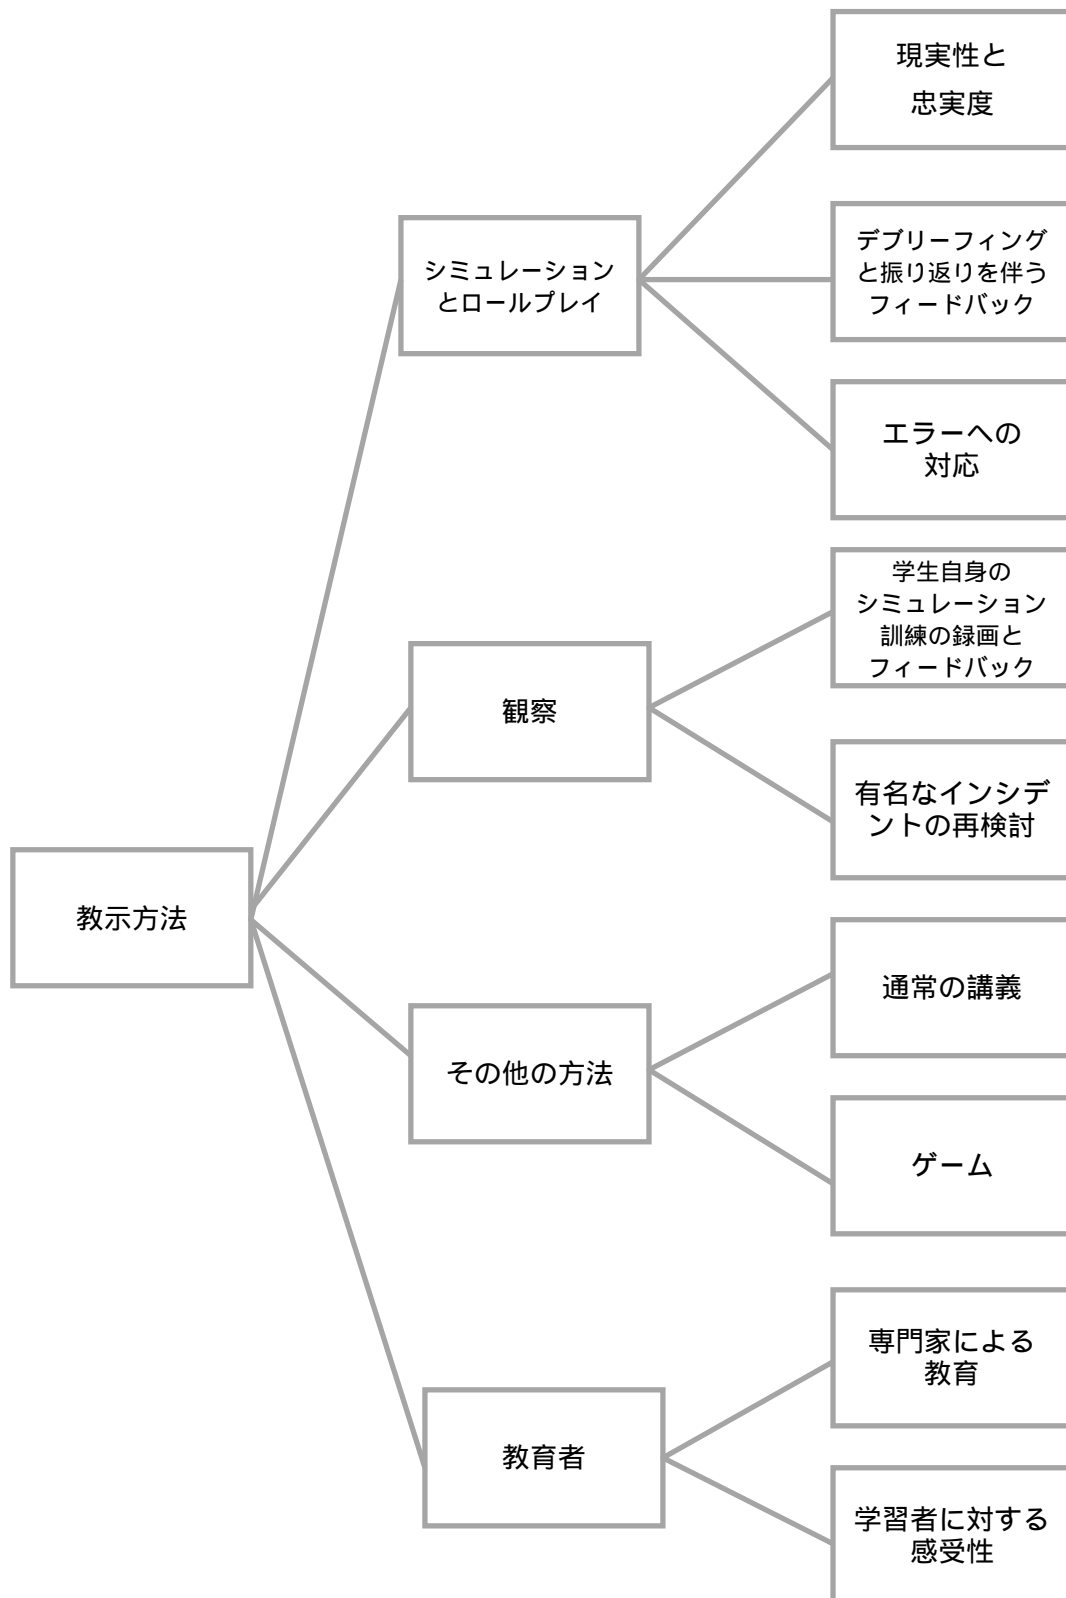 現実性と
忠実度
シミュレーション
とロールプレイ
デブリーフィング
と振り返りを伴う
フィードバック
エラーへの
対応
学生自身の
シミュレーション
訓練の録画と
フィードバック
観察
有名なインシデ
ントの再検討
教示方法
通常の講義
その他の方法
ゲーム
専門家による
教育
教育者
学習者に対する
感受性